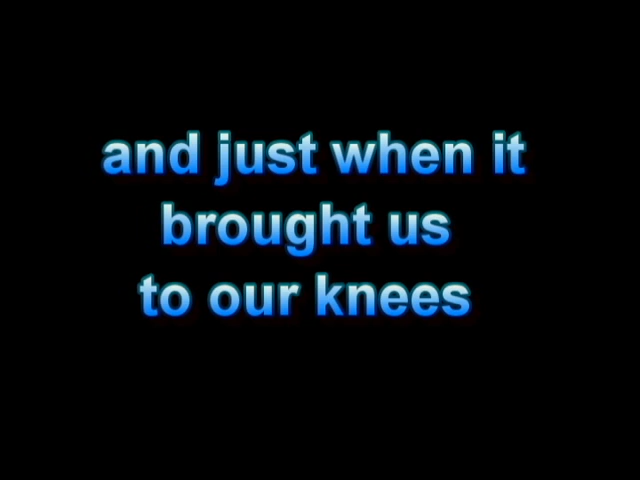 and just when it
brought us
to our knees